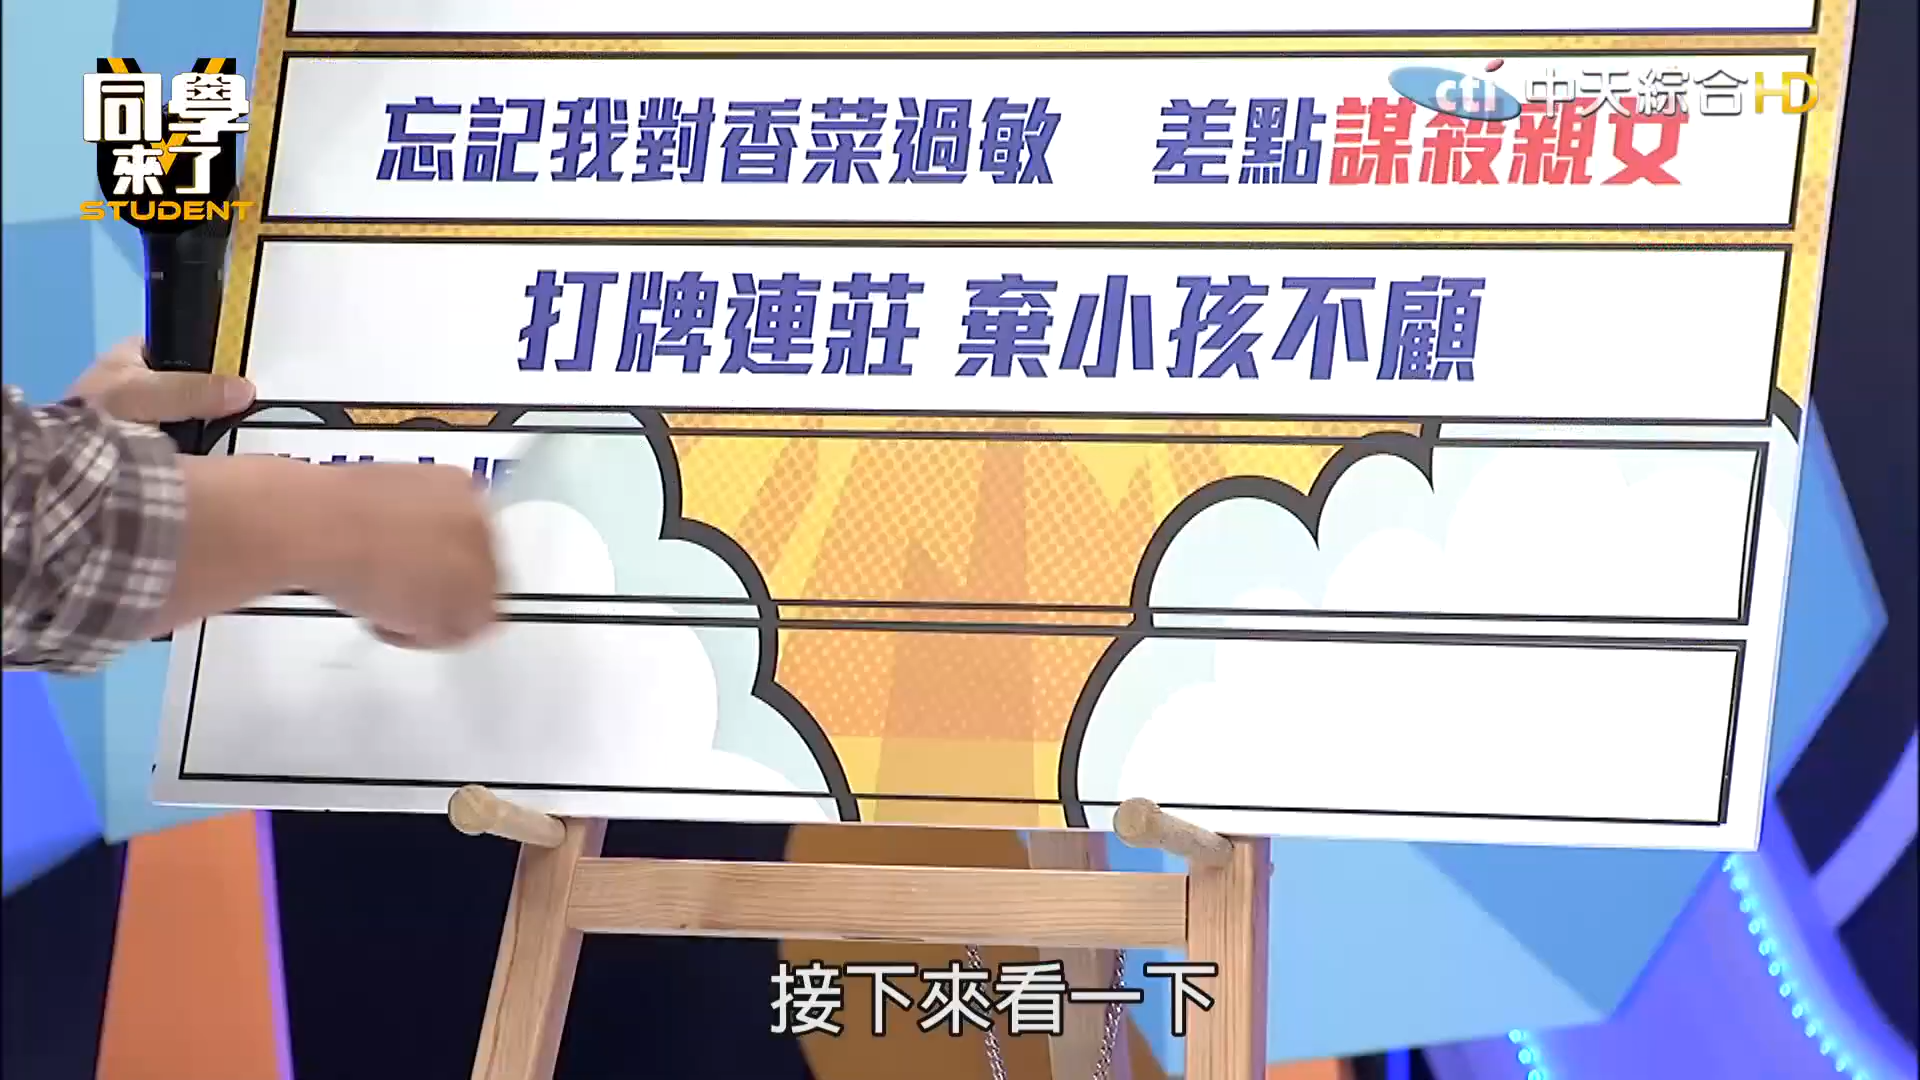 同學
來了
STUDENT
cti 中天綜合HD
忘記我對香菜過敏 差點謀殺親女
打牌連莊 棄小孩不顧
接下來看一下